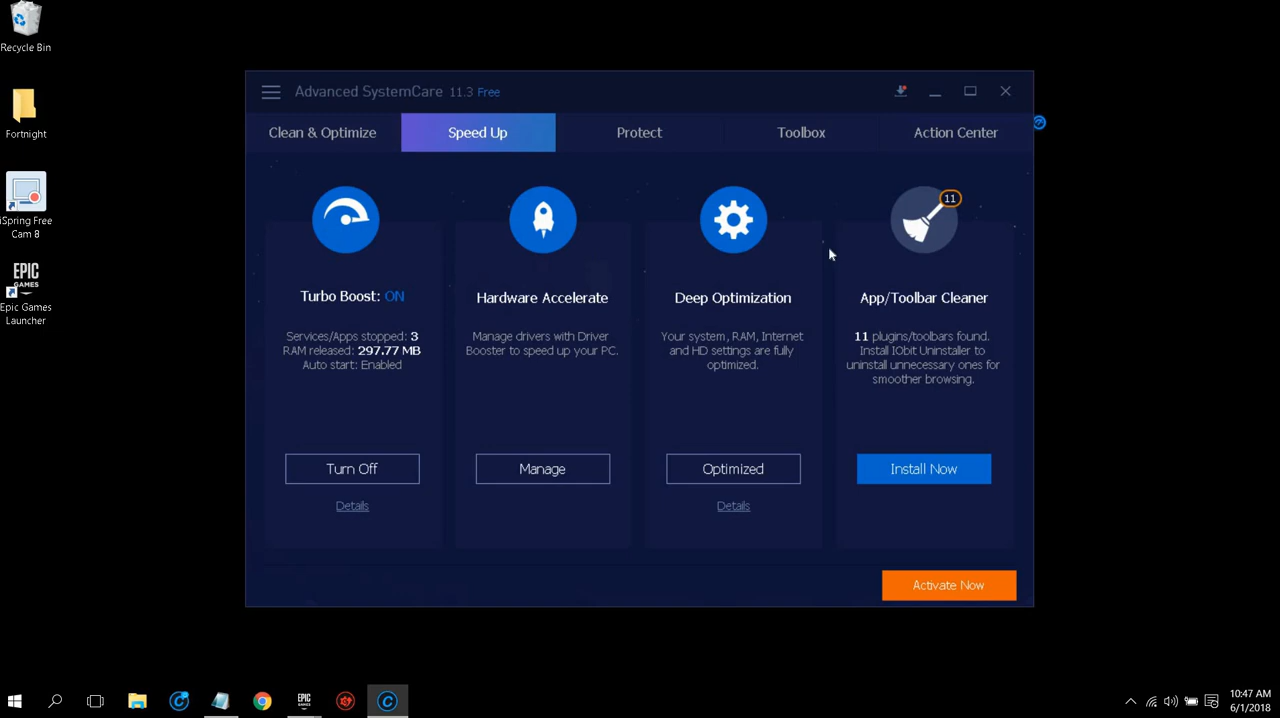 Recycle Bin
Fortnight
iSpring Free
Cam 8
EPIC
GAMES
Epic Games
Launcher
Advanced SystemCare 11.3 Free
Clean & Optimize
Speed Up
Protect
Toolbox
Action Center
Turbo Boost: ON
Services/Apps stopped: 3
RAM released: 297.77 MB
Auto start: Enabled
Turn Off
Details
Hardware Accelerate
Manage drivers with Driver
Booster to speed up your PC.
Manage
Deep Optimization
Your system, RAM, Internet
and HD settings are fully
optimized.
Optimized
Details
11
App/Toolbar Cleaner
11 plugins/toolbars found.
Install IObit Uninstaller to
uninstall unnecessary ones for
smoother browsing.
Install Now
Activate Now
EPIC
10:47 AM
6/1/2018